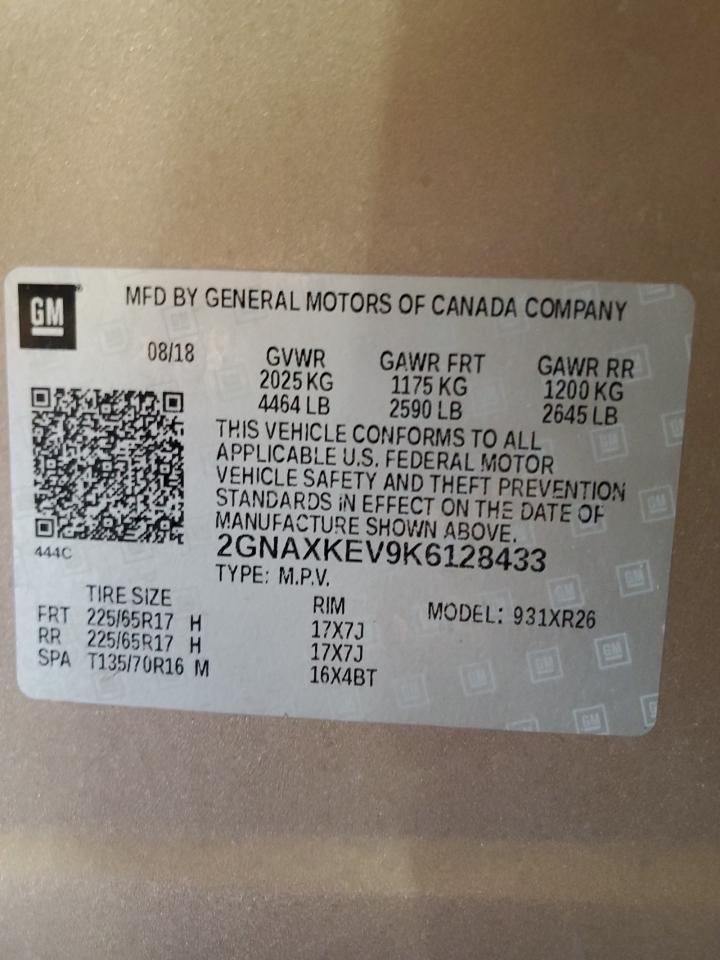 GM
MFD BY GENERAL MOTORS OF CANADA COMPANY
08/18 GVWR GAWR FRT GAWR RR
2025 KG 1175 KG 1200 KG
4464 LB 2590 LB 2645 LB
THIS VEHICLE CONFORMS TO ALL
APPLICABLE U.S. FEDERAL MOTOR
VEHICLE SAFETY AND THEFT PREVENTION
STANDARDS IN EFFECT ON THE DATE OF
MANUFACTURE SHOWN ABOVE.
444C
2GNAXKEV9K6128433
TYPE: M.P.V.
TIRE SIZE RIM MODEL: 931XR26
FRT 225/65R17 H 17X7J
RR 225/65R17 H 17X7J
SPA T135/70R16 M 16X4BT